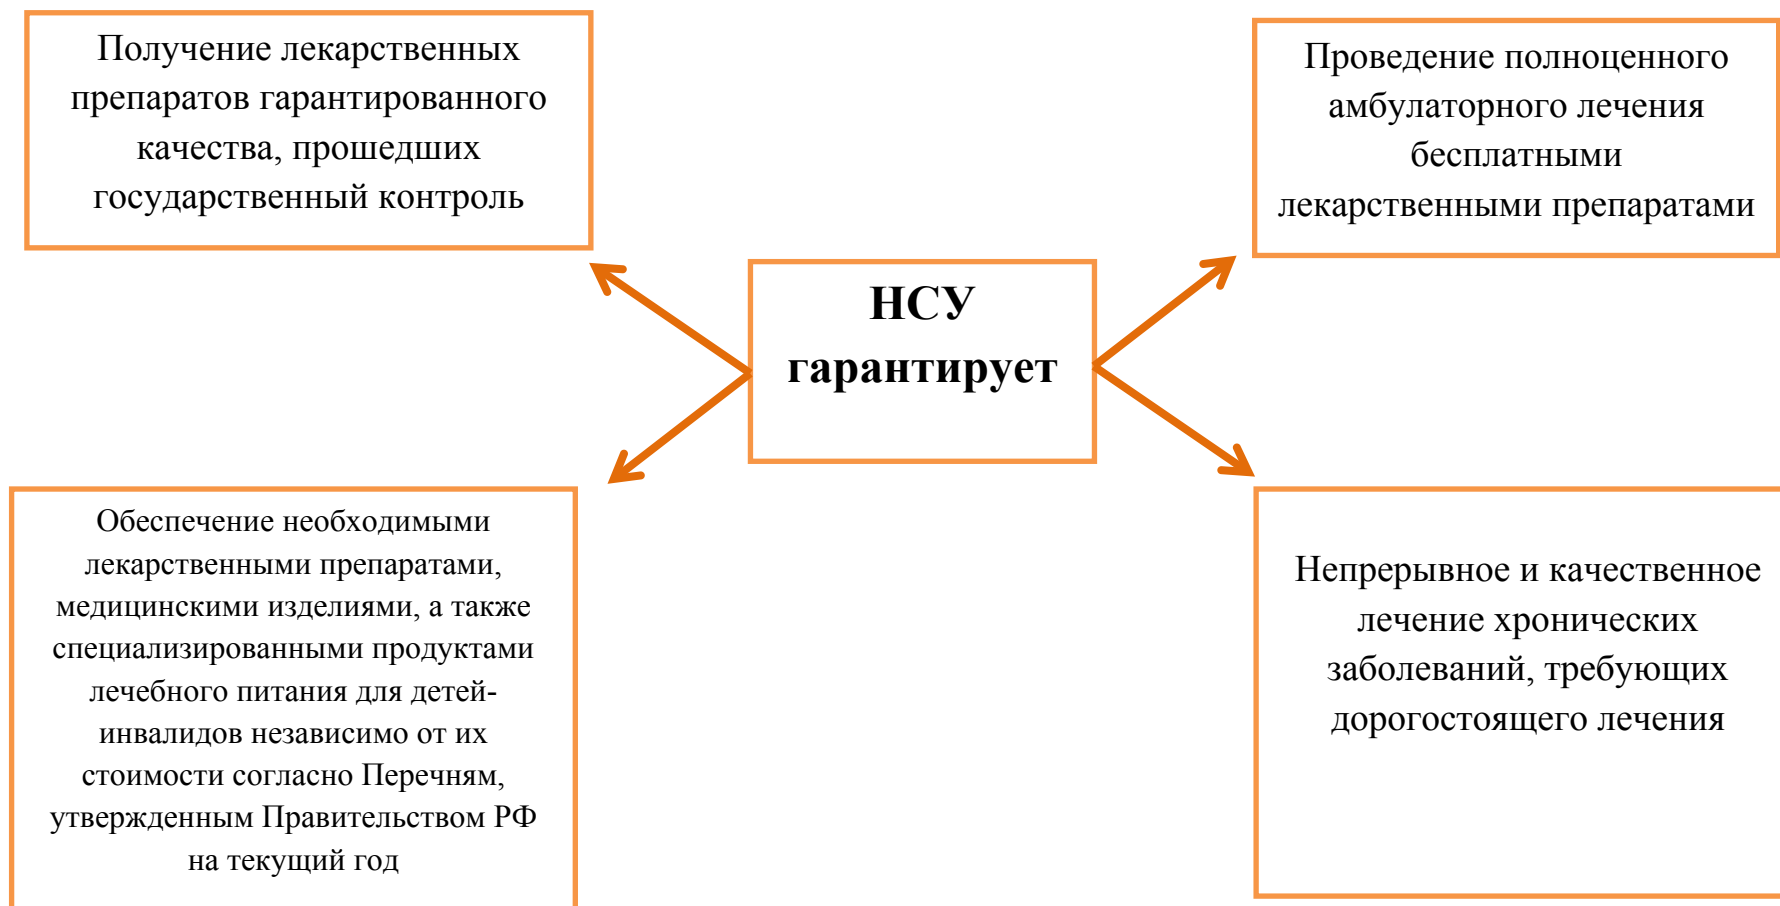 Получение лекарственных
препаратов гарантированного
качества, прошедших
государственный контроль
Проведение полноценного
амбулаторного лечения
бесплатными
лекарственными препаратами
НСУ
гарантирует
Обеспечение необходимыми
лекарственными препаратами,
медицинскими изделиями, а также
специализированными продуктами
лечебного питания для детей-
инвалидов независимо от их
стоимости согласно Перечням,
утвержденным Правительством РФ
на текущий год
Непрерывное и качественное
лечение хронических
заболеваний, требующих
дорогостоящего лечения